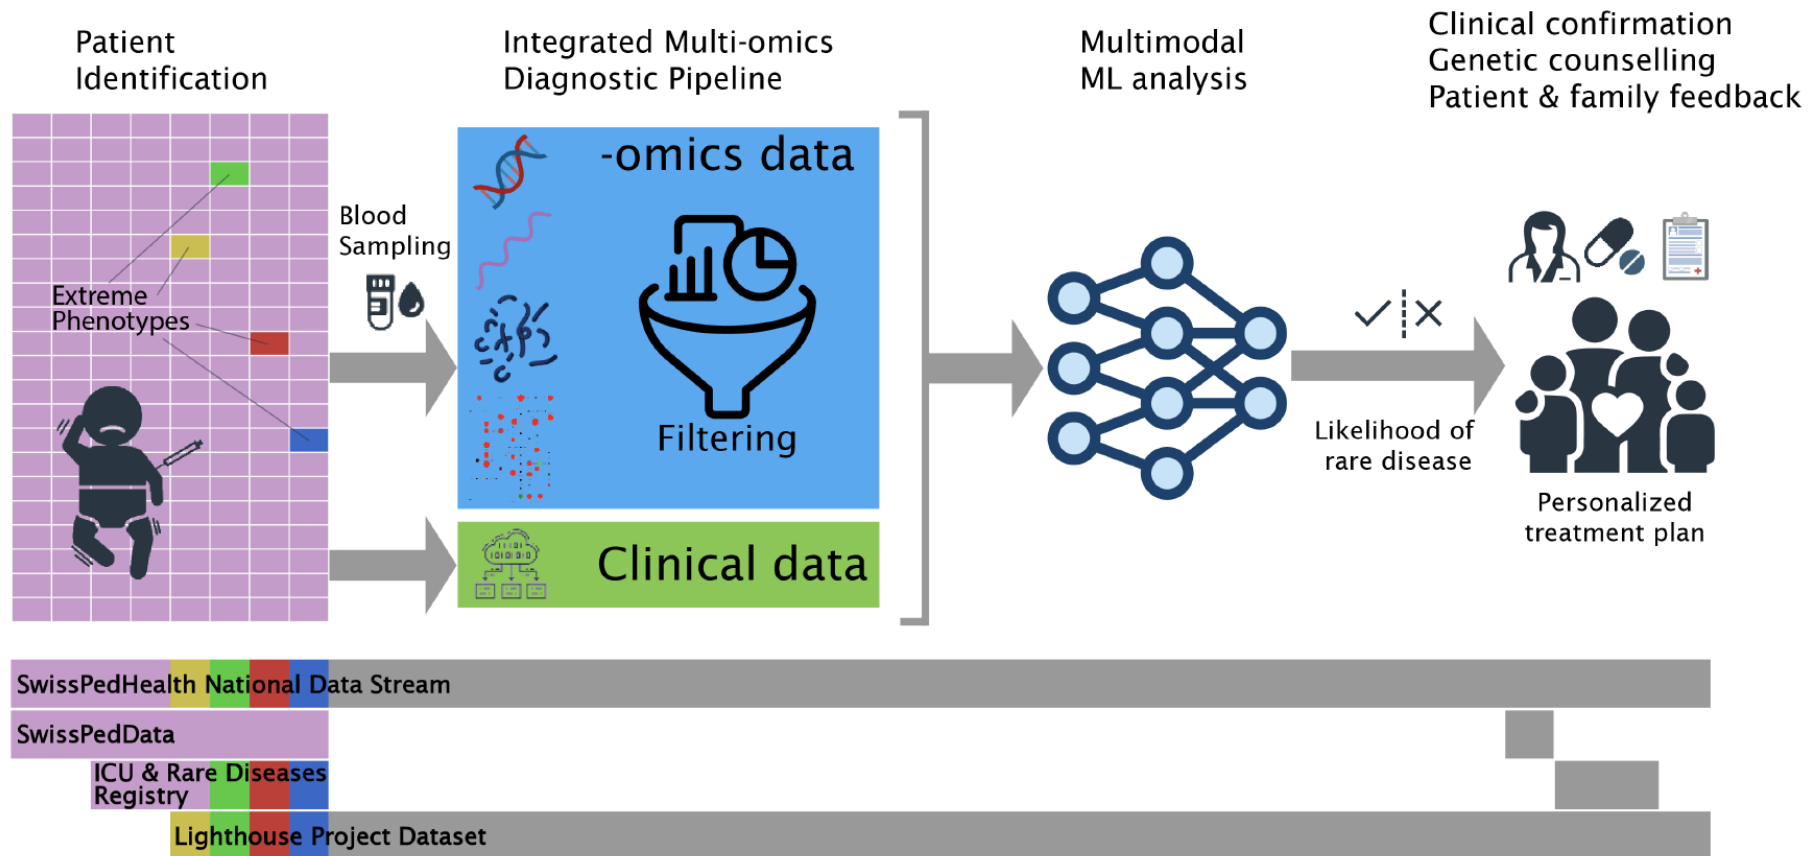 Patient
Identification
Integrated Multi-omics
Diagnostic Pipeline
Multimodal
ML analysis
Clinical confirmation
Genetic counselling
Patient & family feedback
Extreme
Phenotypes
Blood
Sampling
-omics data
Filtering
Clinical data
Likelihood of
rare disease
Personalized
treatment plan
SwissPedHealth National Data Stream
SwissPedData
ICU & Rare Diseases
Registry
Lighthouse Project Dataset